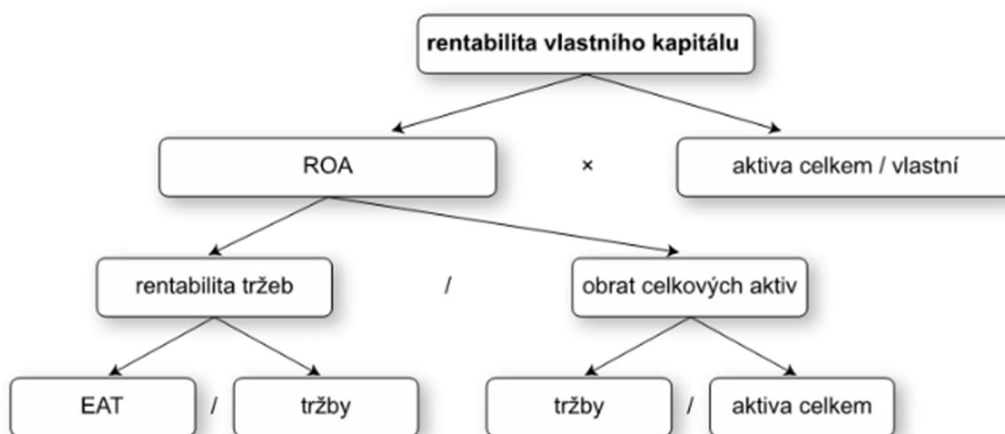 rentabilita vlastního kapitálu
ROA × aktiva celkem / vlastní
rentabilita tržeb / obrat celkových aktiv
EAT / tržby tržby / aktiva celkem